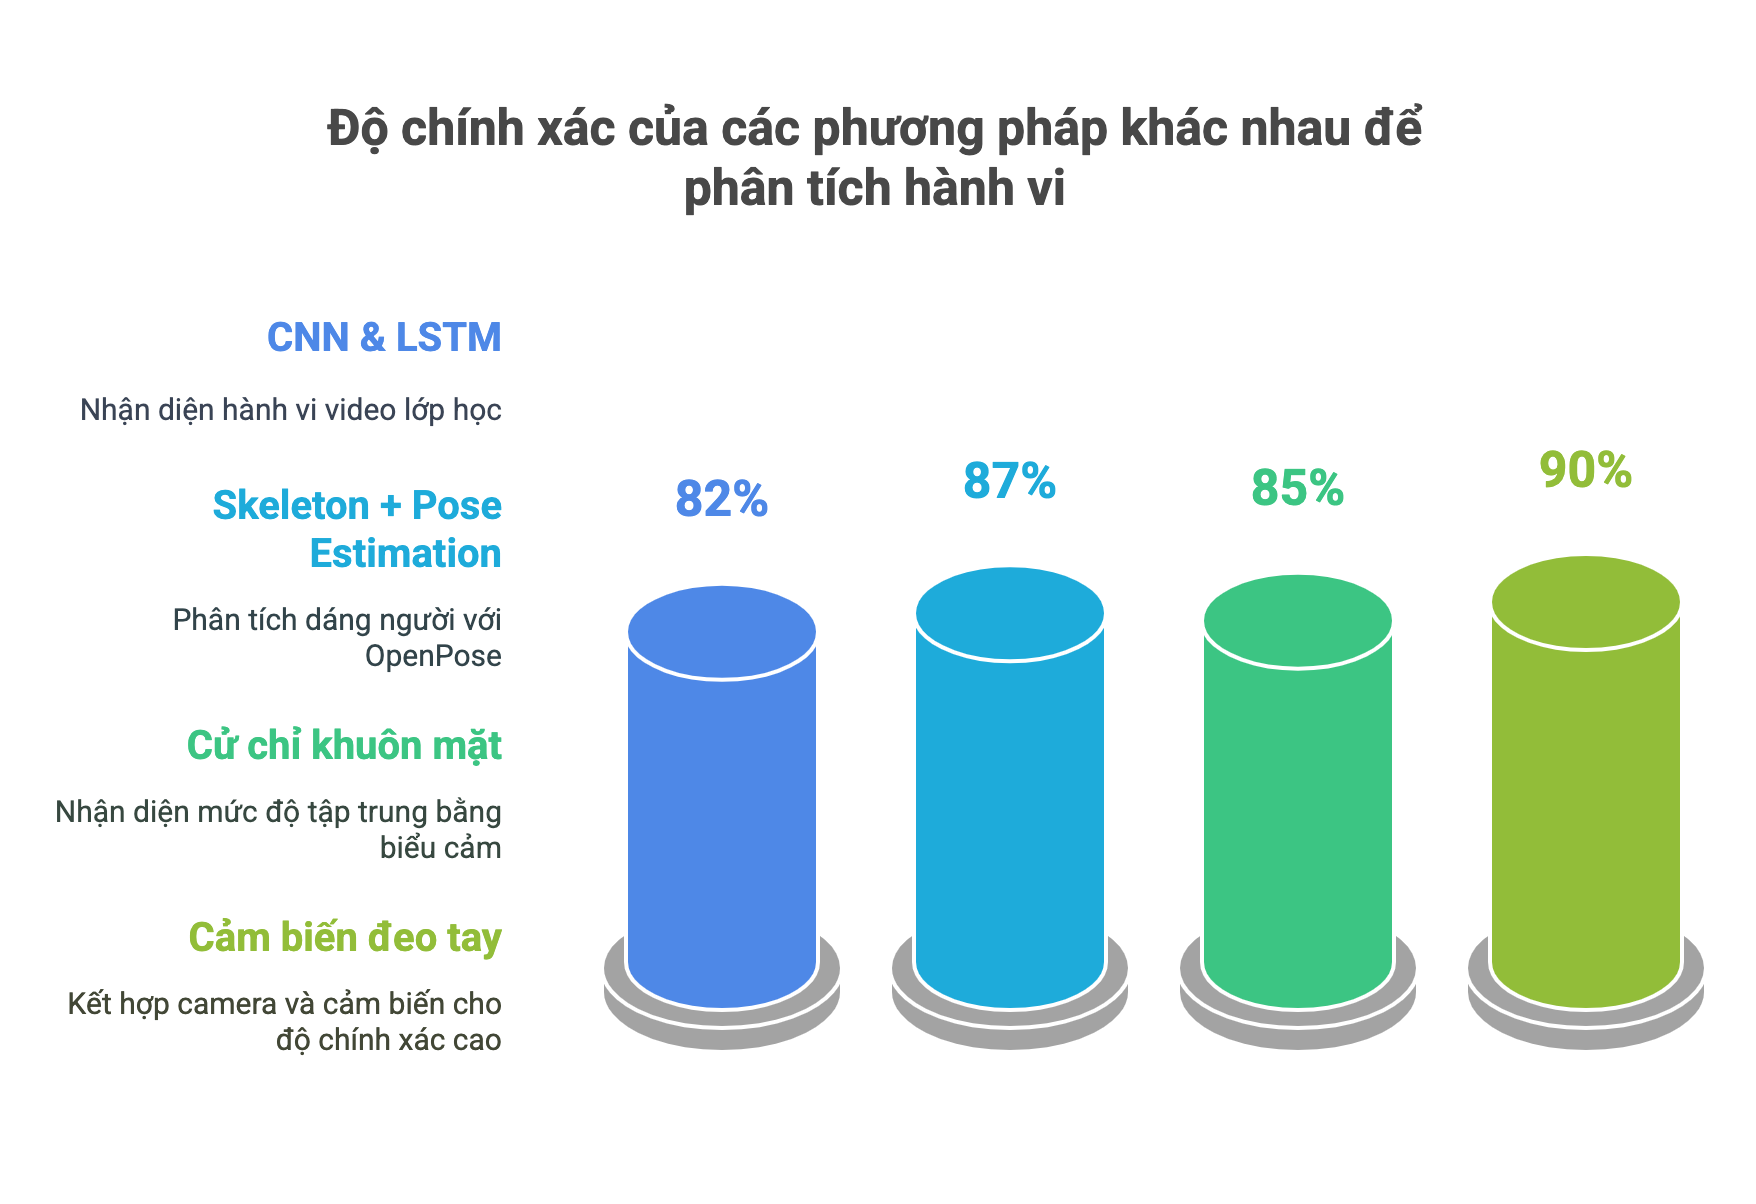 Độ chính xác của các phương pháp khác nhau để
phân tích hành vi
CNN & LSTM
Nhận diện hành vi video lớp học
Skeleton + Pose
Estimation
Phân tích dáng người với
OpenPose
Cử chỉ khuôn mặt
Nhận diện mức độ tập trung bằng
biểu cảm
Cảm biến đeo tay
Kết hợp camera và cảm biến cho
độ chính xác cao
82%
87%
85%
90%